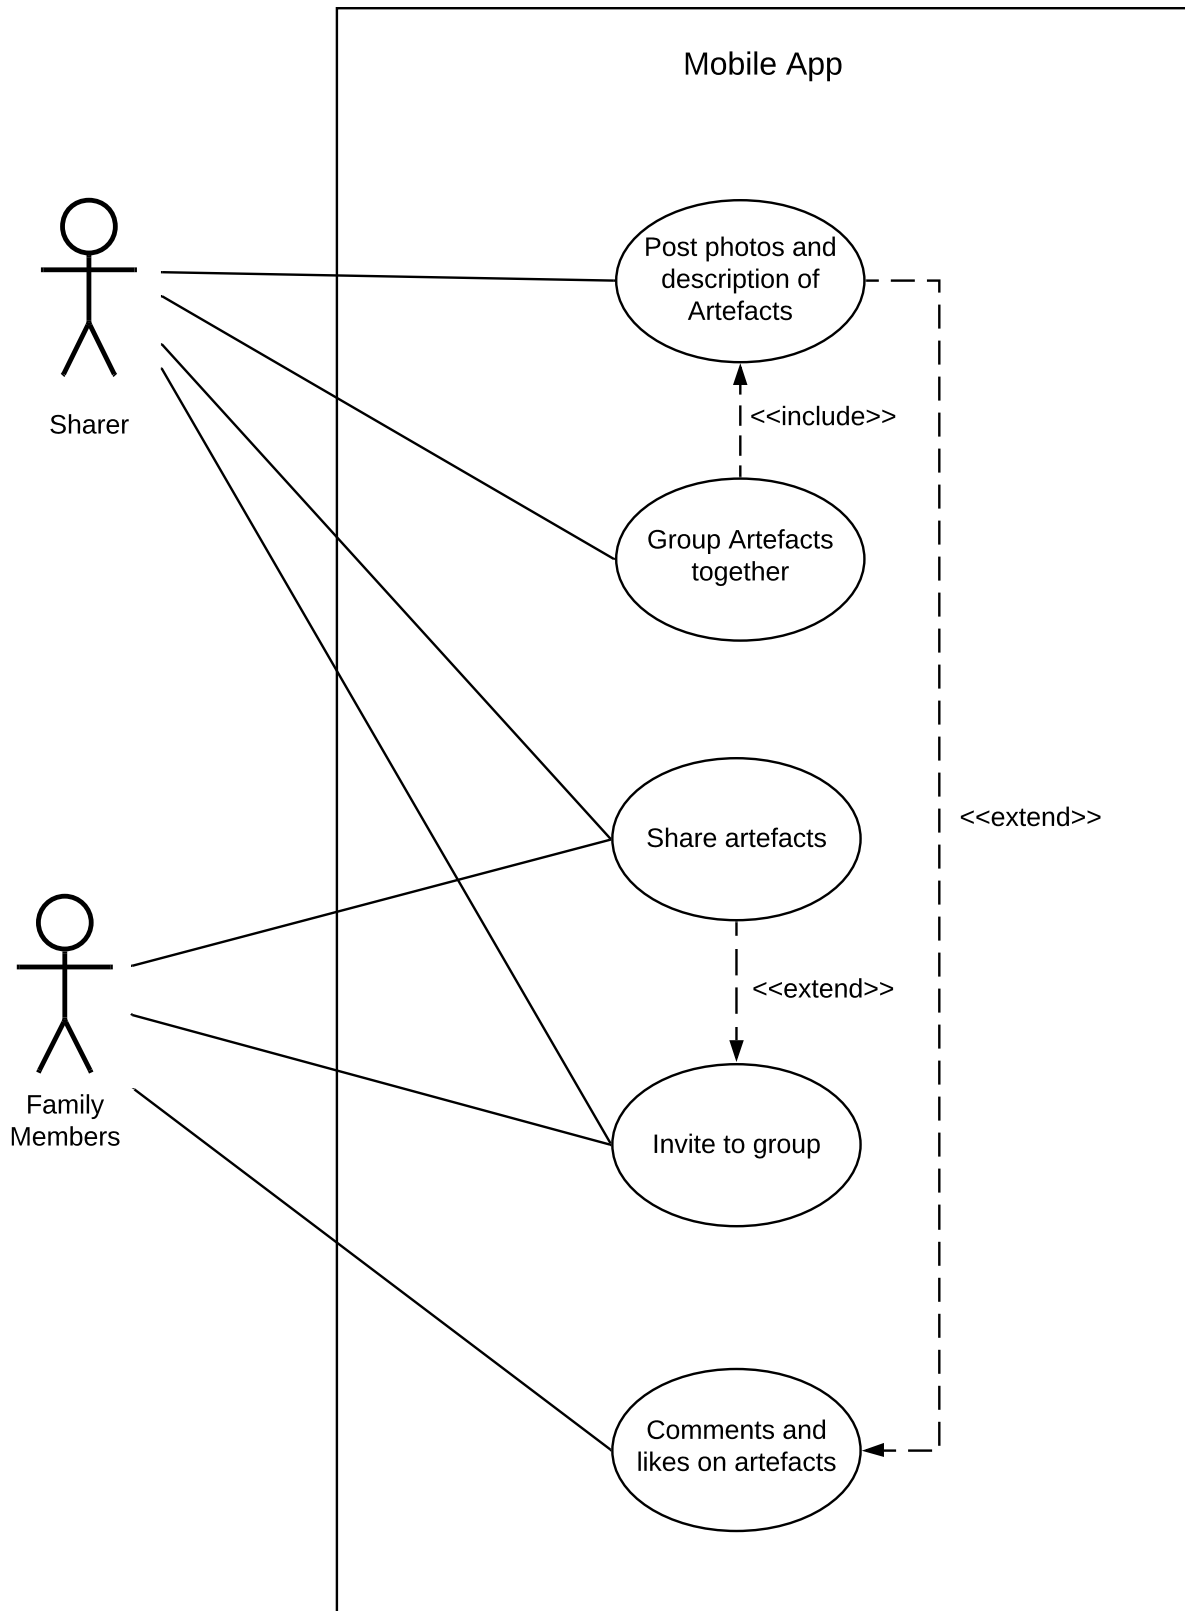 Mobile App
Post photos and
description of
Artefacts
Sharer
<<include>>
Group Artefacts
together
Share artefacts
<<extend>>
<<extend>>
Family
Members
Invite to group
Comments and
likes on artefacts